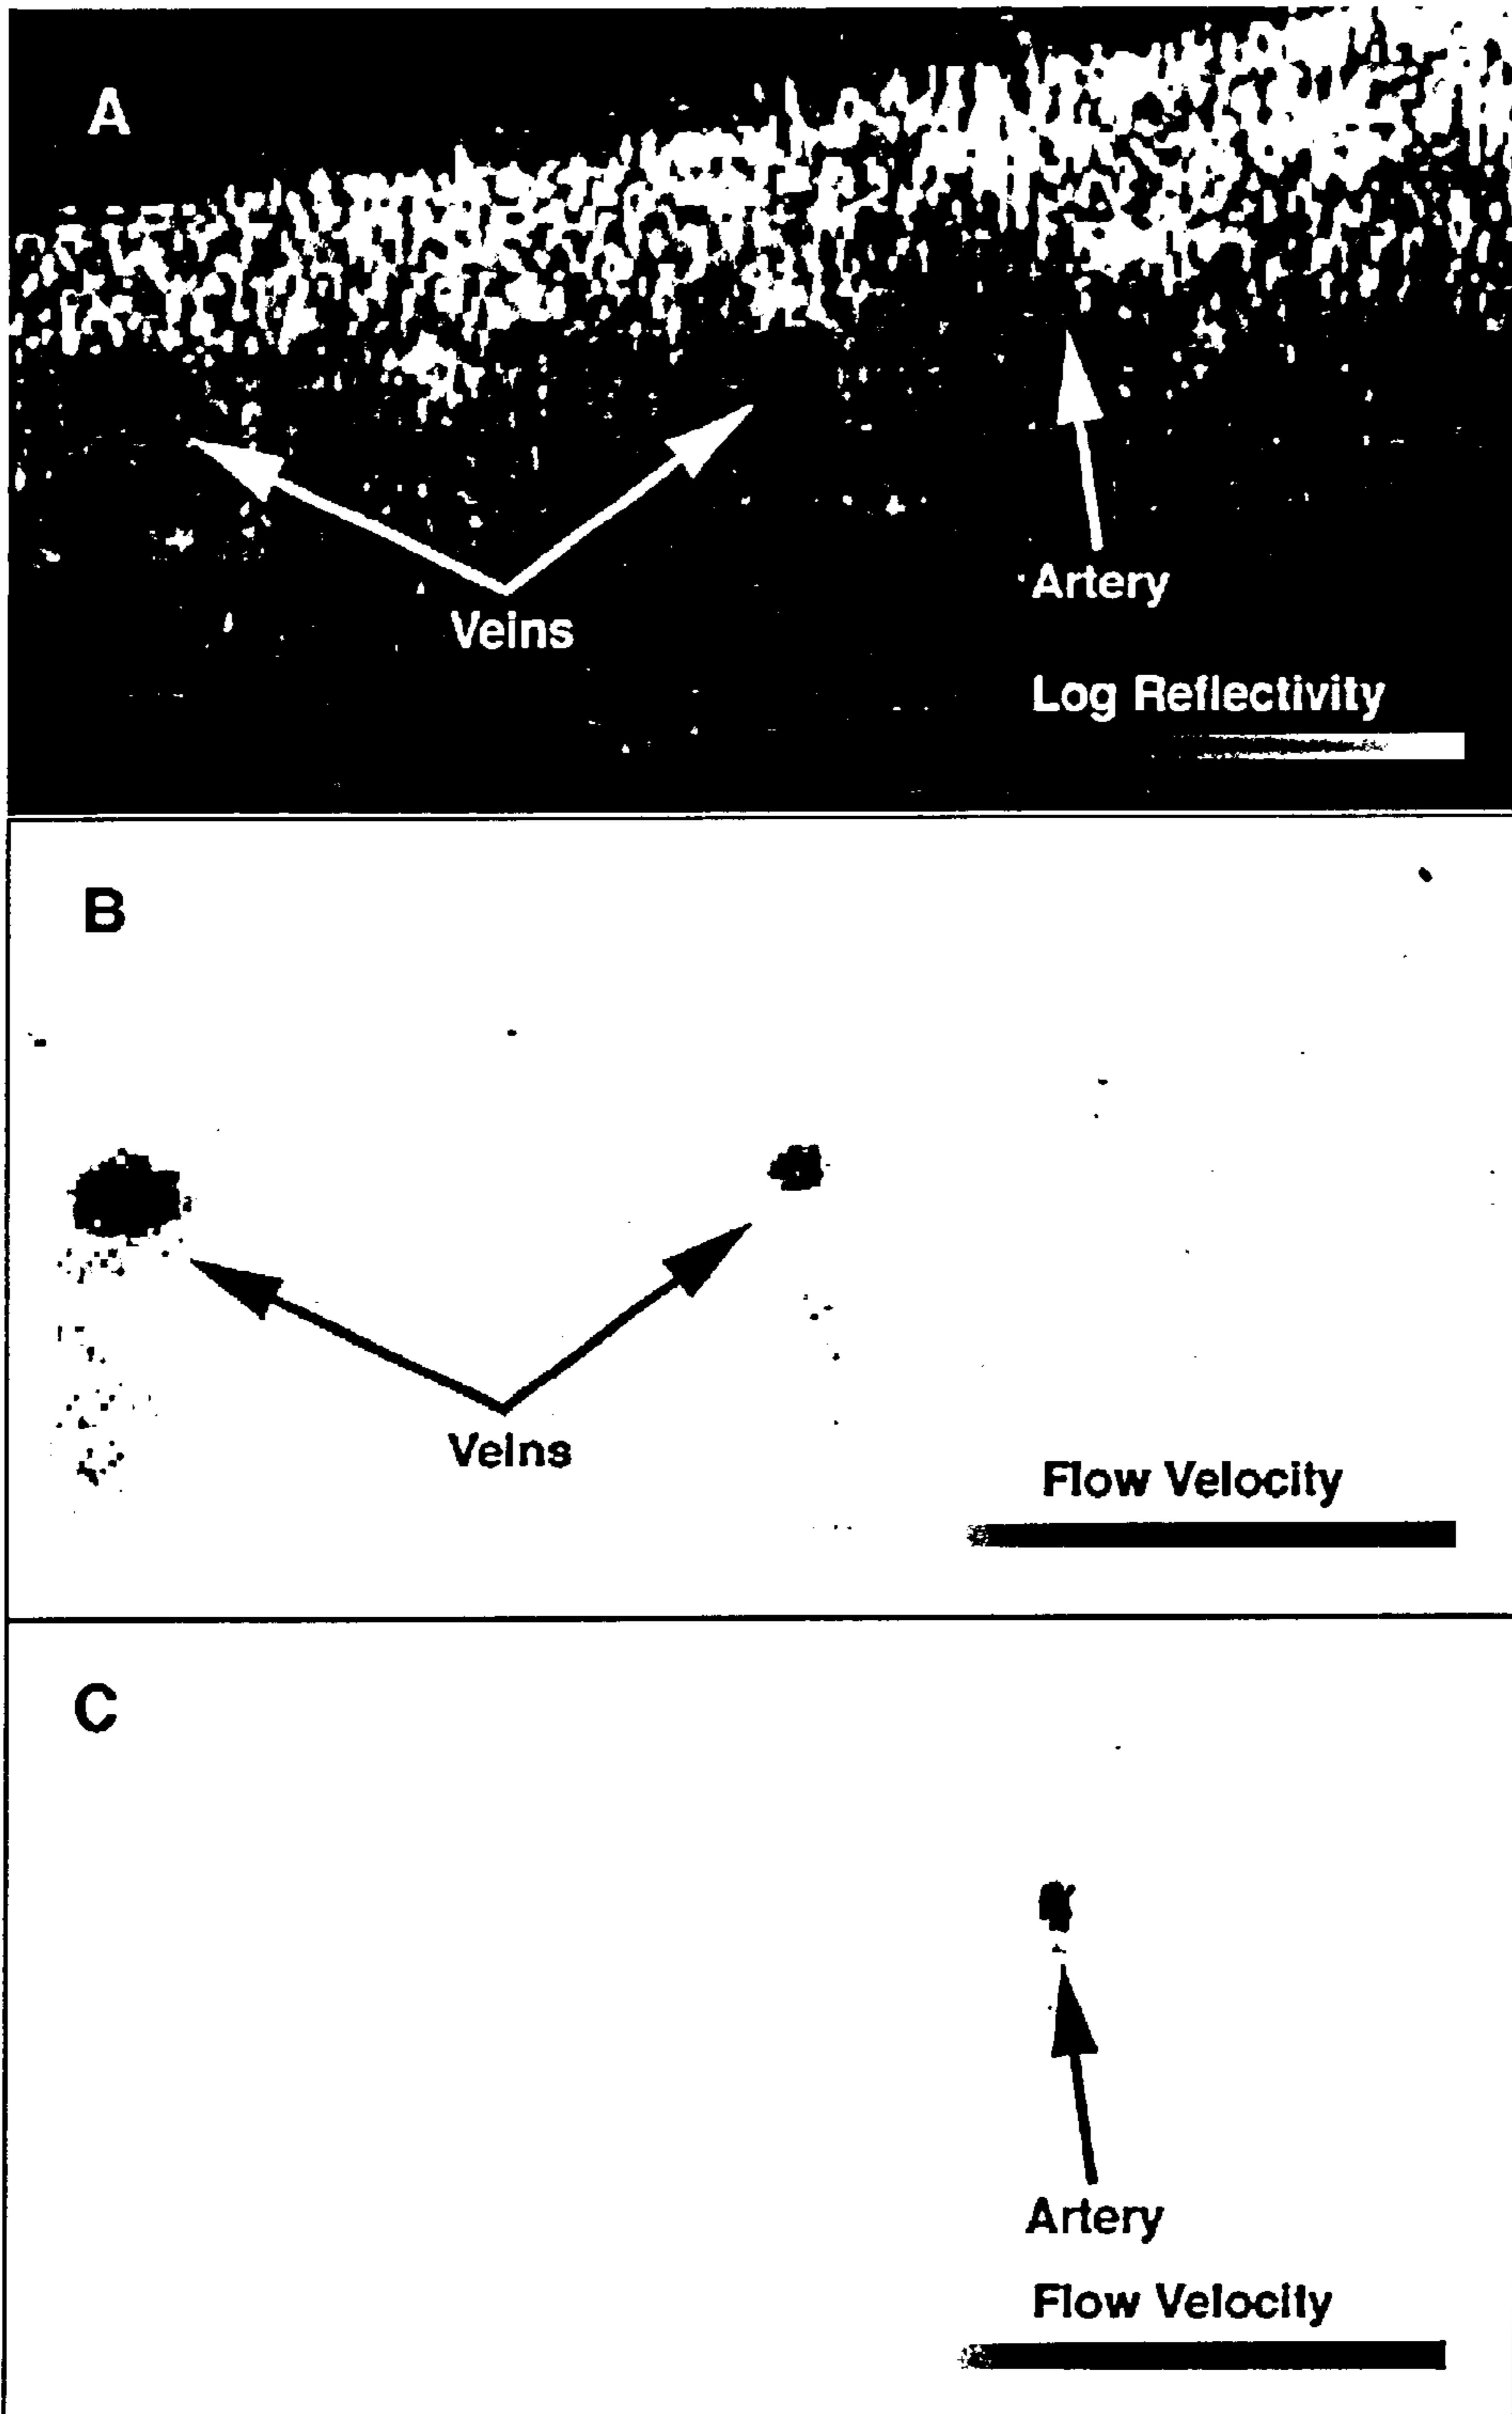 A
Veins
Artery
Log Reflectivity
B
Veins
Flow Velocity
C
Artery
Flow Velocity